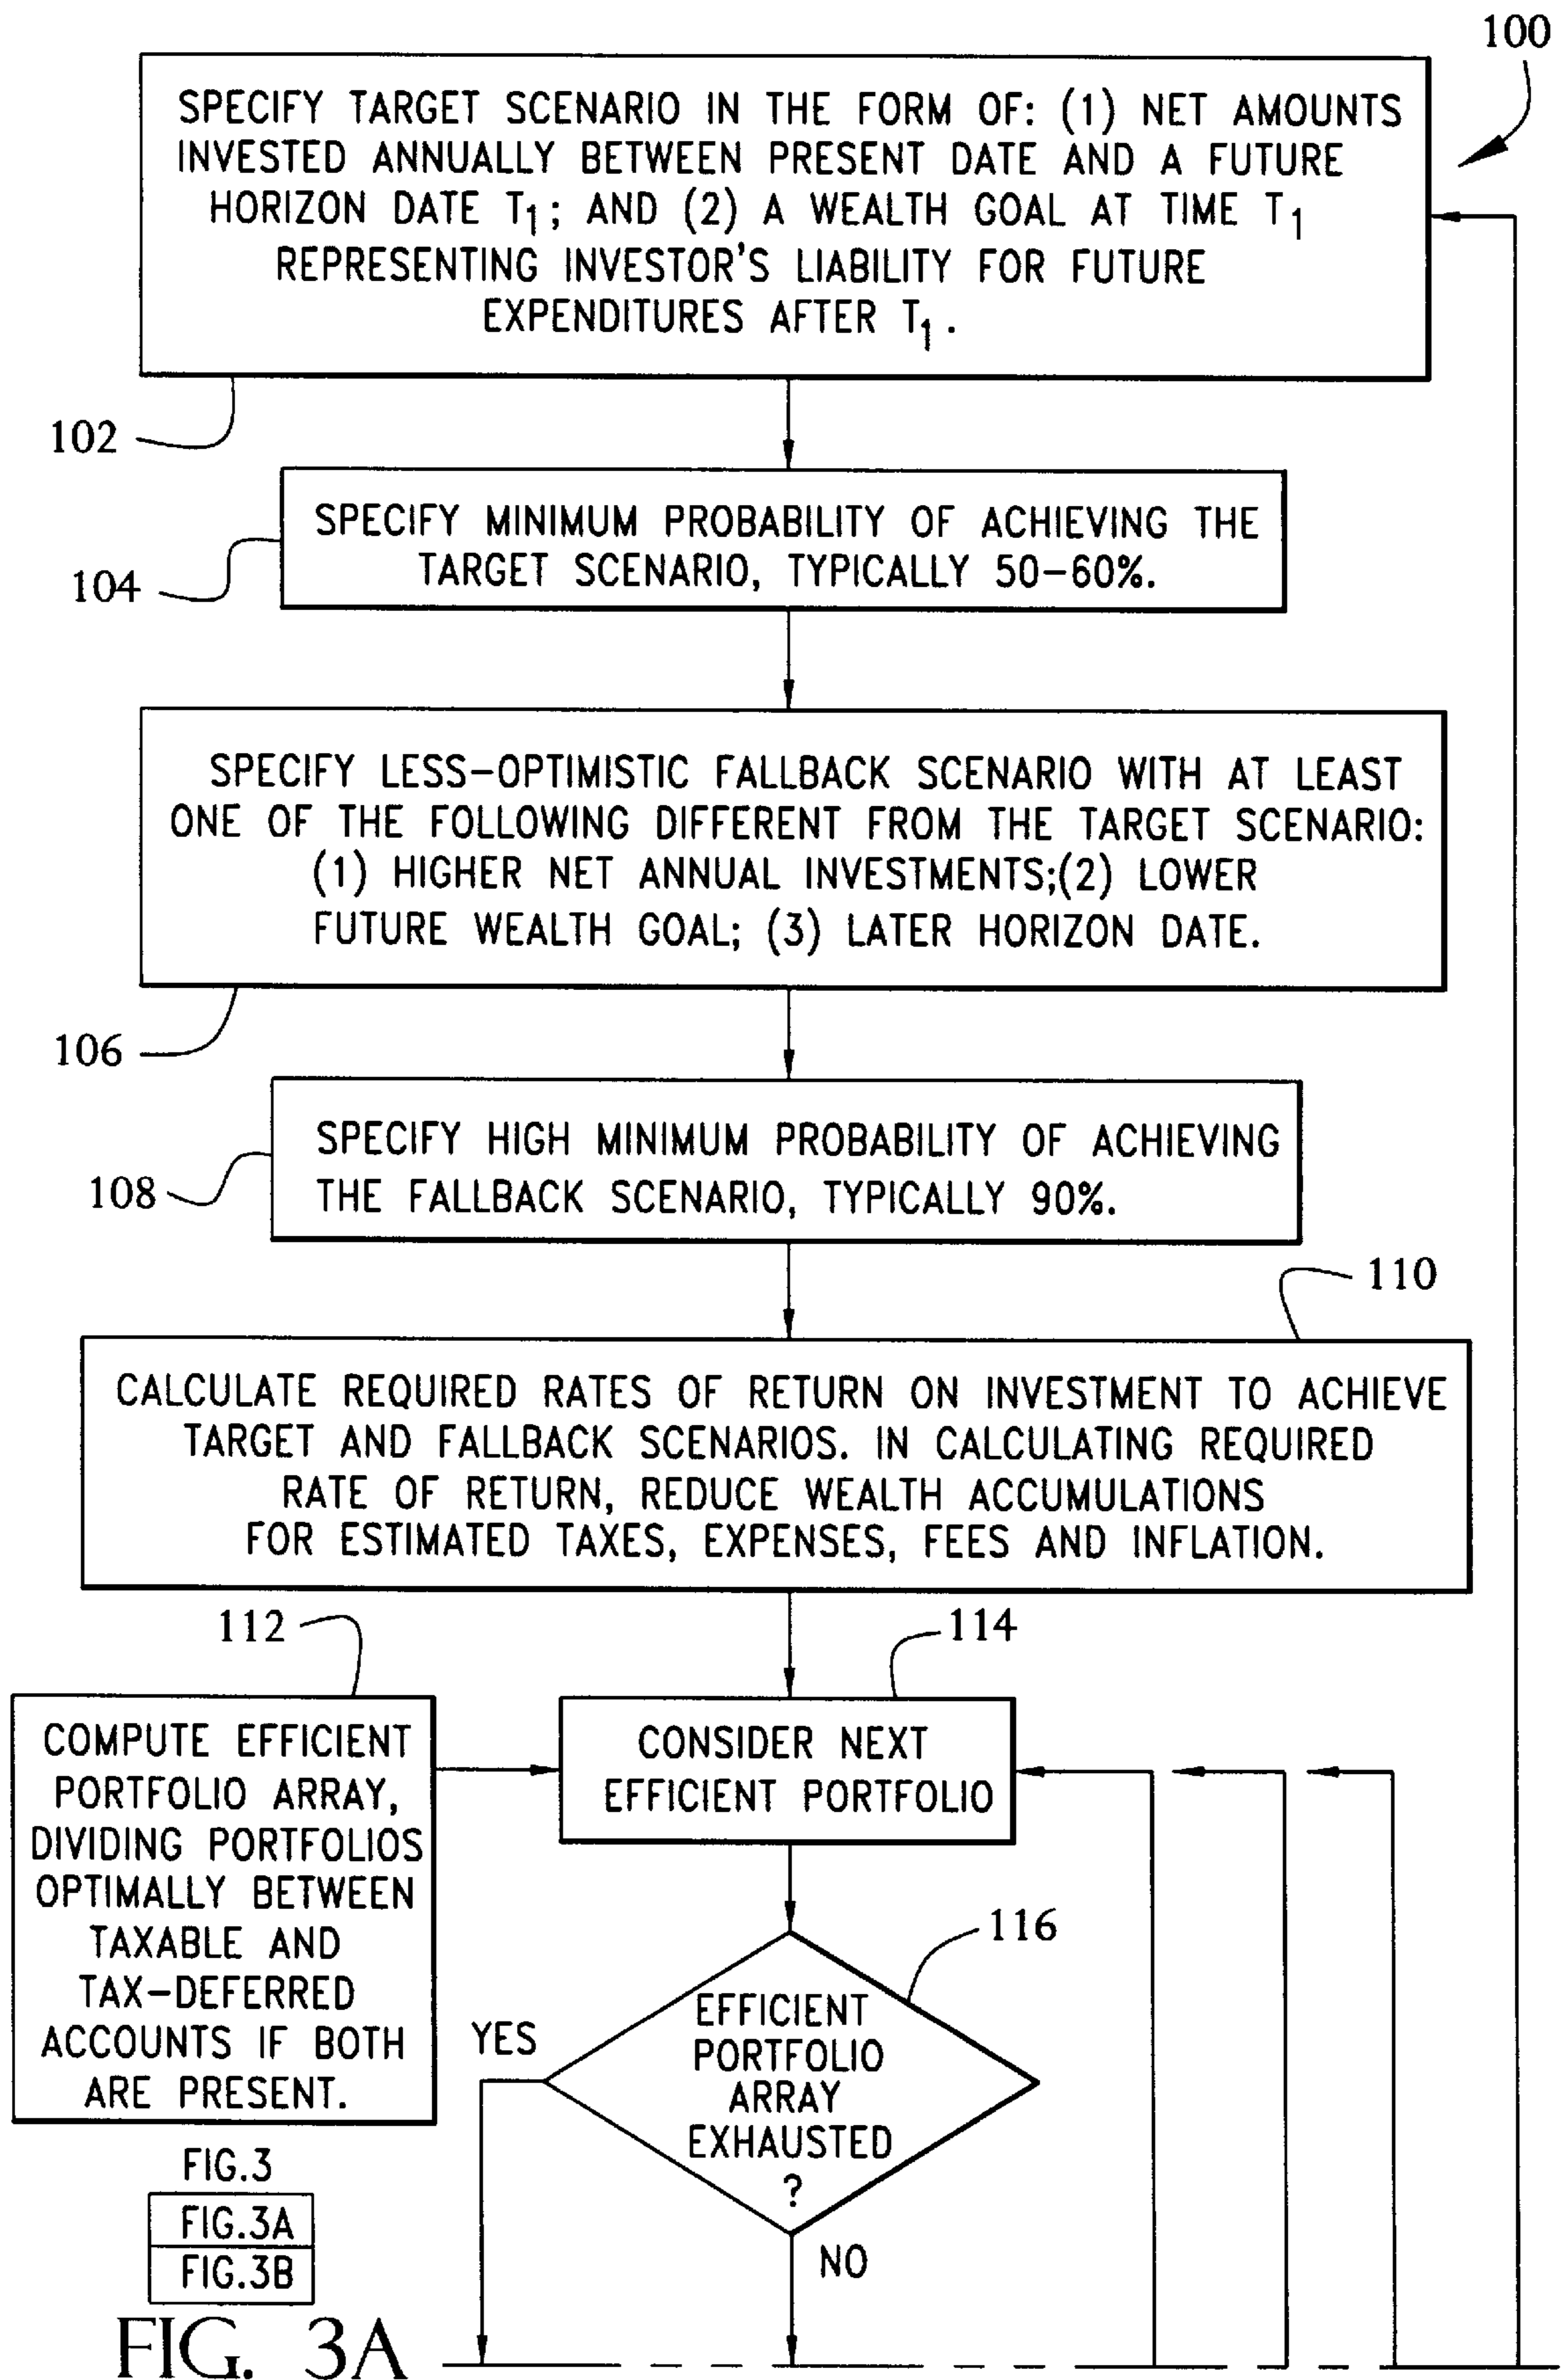 100
SPECIFY TARGET SCENARIO IN THE FORM OF: (1) NET AMOUNTS
INVESTED ANNUALLY BETWEEN PRESENT DATE AND A FUTURE
HORIZON DATE T1; AND (2) A WEALTH GOAL AT TIME T1
REPRESENTING INVESTOR'S LIABILITY FOR FUTURE
EXPENDITURES AFTER T1.
102
SPECIFY MINIMUM PROBABILITY OF ACHIEVING THE
TARGET SCENARIO, TYPICALLY 50-60%.
104
SPECIFY LESS-OPTIMISTIC FALLBACK SCENARIO WITH AT LEAST
ONE OF THE FOLLOWING DIFFERENT FROM THE TARGET SCENARIO:
(1) HIGHER NET ANNUAL INVESTMENTS;(2) LOWER
FUTURE WEALTH GOAL; (3) LATER HORIZON DATE.
106
SPECIFY HIGH MINIMUM PROBABILITY OF ACHIEVING
THE FALLBACK SCENARIO, TYPICALLY 90%.
108
110
CALCULATE REQUIRED RATES OF RETURN ON INVESTMENT TO ACHIEVE
TARGET AND FALLBACK SCENARIOS. IN CALCULATING REQUIRED
RATE OF RETURN, REDUCE WEALTH ACCUMULATIONS
FOR ESTIMATED TAXES, EXPENSES, FEES AND INFLATION.
112
114
COMPUTE EFFICIENT
PORTFOLIO ARRAY,
DIVIDING PORTFOLIOS
OPTIMALLY BETWEEN
TAXABLE AND
TAX-DEFERRED
ACCOUNTS IF BOTH
ARE PRESENT.
CONSIDER NEXT
EFFICIENT PORTFOLIO
116
EFFICIENT
PORTFOLIO
ARRAY
EXHAUSTED
?
YES
NO
FIG.3
FIG.3A
FIG.3B
FIG. 3A